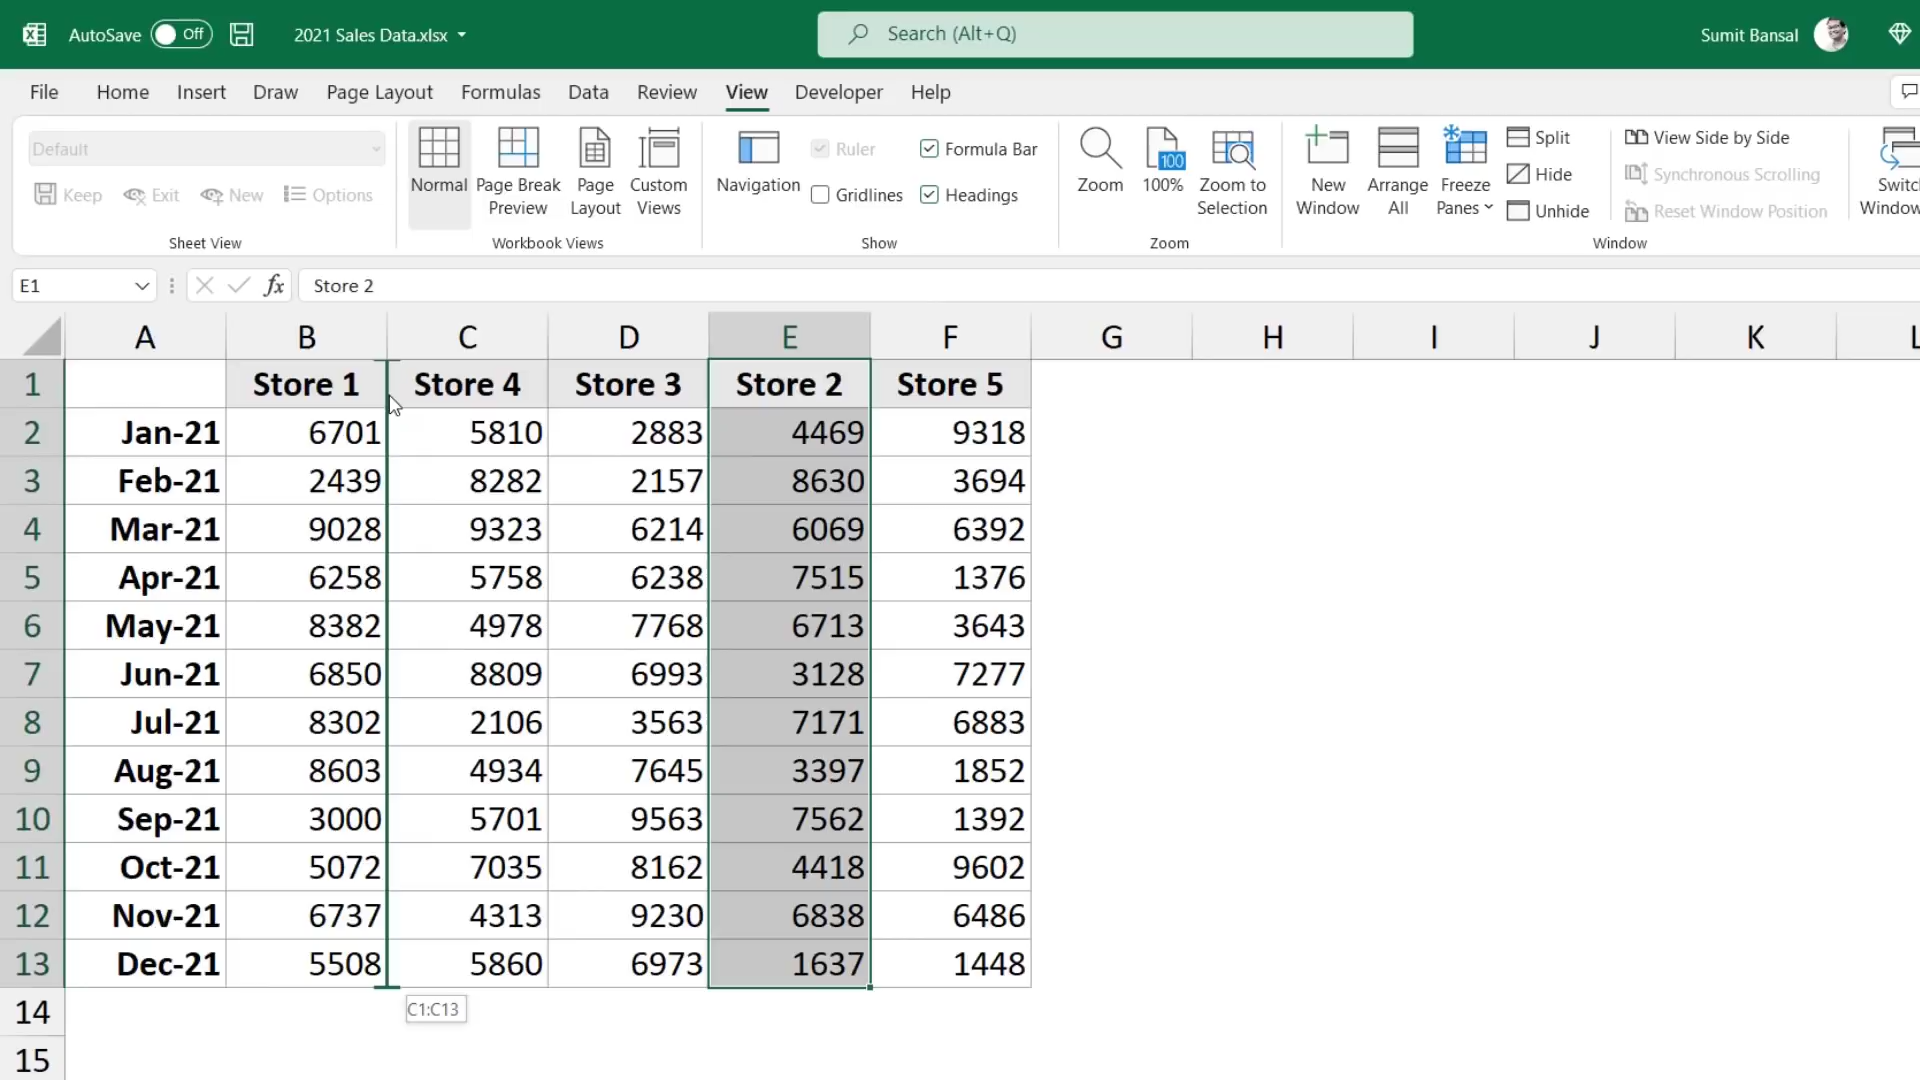 AutoSave Off 2021 Sales Data.xlsx Search (Alt+Q) Sumit Bansal
File Home Insert Draw Page Layout Formulas Data Review View Developer Help
Default
Keep Exit New Options
Sheet View
Normal Page Break Preview Page Layout Custom Views
Workbook Views
Navigation Ruler Formula Bar
Gridlines Headings
Show
Zoom 100 100% Zoom to Selection
Zoom
New Window Arrange All Freeze Panes
Split View Side by Side
Hide Synchronous Scrolling
Unhide Reset Window Position
Window
E1 fx Store 2
A B C D E F G H I J K L
1 Store 1 Store 4 Store 3 Store 2 Store 5
2 Jan-21 6701 5810 2883 4469 9318
3 Feb-21 2439 8282 2157 8630 3694
4 Mar-21 9028 9323 6214 6069 6392
5 Apr-21 6258 5758 6238 7515 1376
6 May-21 8382 4978 7768 6713 3643
7 Jun-21 6850 8809 6993 3128 7277
8 Jul-21 8302 2106 3563 7171 6883
9 Aug-21 8603 4934 7645 3397 1852
10 Sep-21 3000 5701 9563 7562 1392
11 Oct-21 5072 7035 8162 4418 9602
12 Nov-21 6737 4313 9230 6838 6486
13 Dec-21 5508 5860 6973 1637 1448
C1:C13
14
15